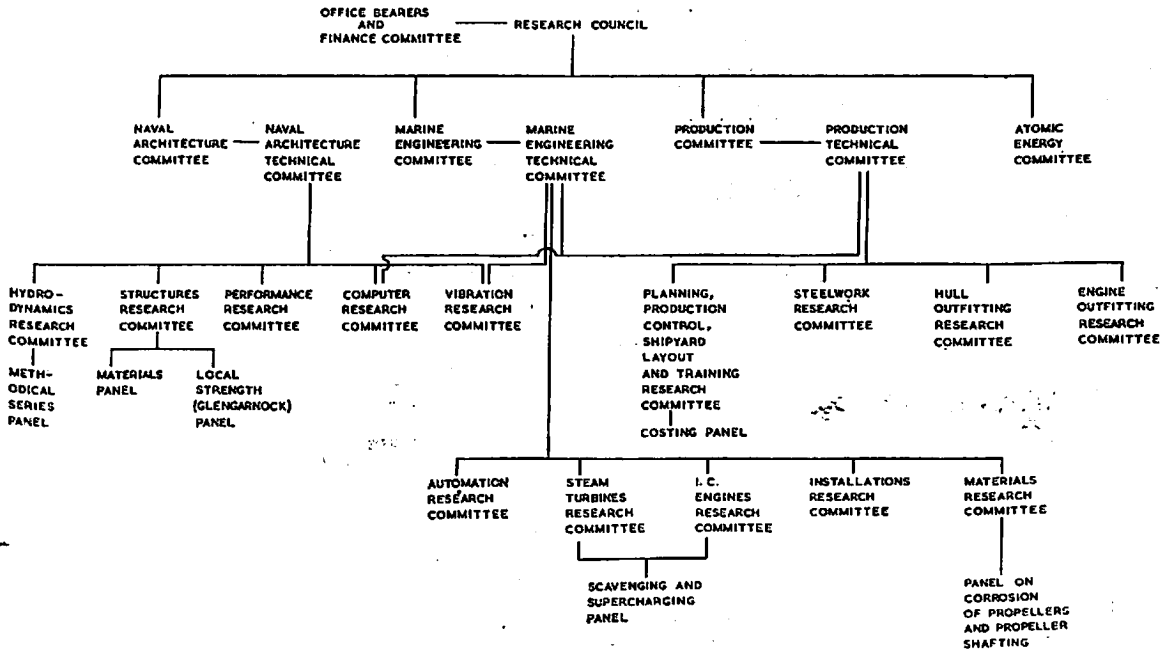 OFFICE BEARERS
AND
FINANCE COMMITTEE
RESEARCH COUNCIL
NAVAL
ARCHITECTURE
COMMITTEE
NAVAL
ARCHITECTURE
TECHNICAL
COMMITTEE
MARINE
ENGINEERING
COMMITTEE
MARINE
ENGINEERING
TECHNICAL
COMMITTEE
PRODUCTION
COMMITTEE
PRODUCTION
TECHNICAL
COMMITTEE
ATOMIC
ENERGY
COMMITTEE
HYDRO-
DYNAMICS
RESEARCH
COMMITTEE
STRUCTURES
RESEARCH
COMMITTEE
PERFORMANCE
RESEARCH
COMMITTEE
COMPUTER
RESEARCH
COMMITTEE
VIBRATION
RESEARCH
COMMITTEE
PLANNING,
PRODUCTION
CONTROL,
SHIPYARD
LAYOUT
AND TRAINING
RESEARCH
COMMITTEE
STEELWORK
RESEARCH
COMMITTEE
HULL
OUTFITTING
RESEARCH
COMMITTEE
ENGINE
OUTFITTING
RESEARCH
COMMITTEE
METH-
ODICAL
SERIES
PANEL
MATERIALS
PANEL
LOCAL
STRENGTH
(GLENGARNOCK)
PANEL
COSTING PANEL
AUTOMATION
RESEARCH
COMMITTEE
STEAM
TURBINES
RESEARCH
COMMITTEE
I. C.
ENGINES
RESEARCH
COMMITTEE
INSTALLATIONS
RESEARCH
COMMITTEE
MATERIALS
RESEARCH
COMMITTEE
SCAVENGING AND
SUPERCHARGING
PANEL
PANEL ON
CORROSION
OF PROPELLERS
AND PROPELLER
SHAFTING